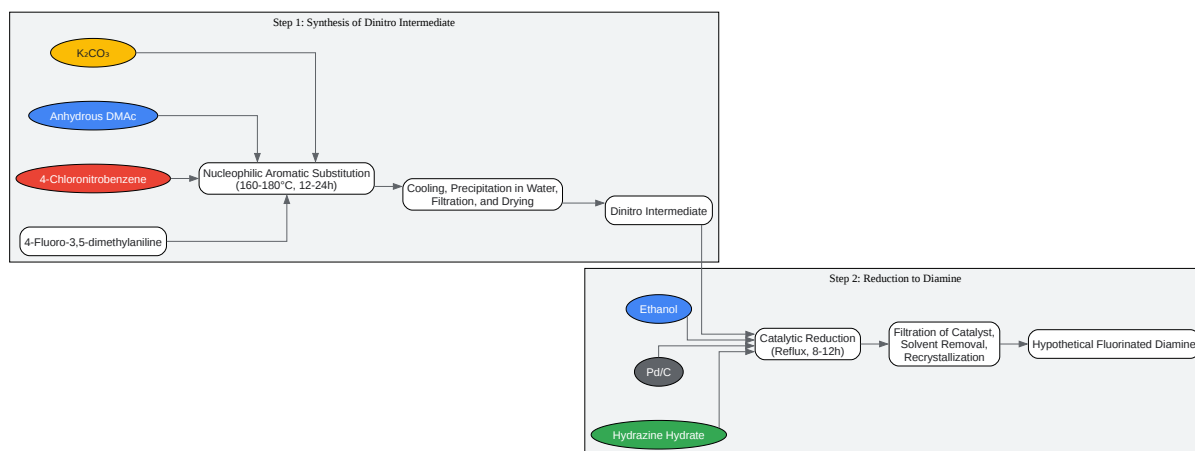 Step 1: Synthesis of Dinitro Intermediate
K₂CO₃
Anhydrous DMAc
4-Chloronitrobenzene
Nucleophilic Aromatic Substitution
(160-180°C, 12-24h)
Cooling, Precipitation in Water,
Filtration, and Drying
Dinitro Intermediate
4-Fluoro-3,5-dimethylaniline
Step 2: Reduction to Diamine
Ethanol
Pd/C
Hydrazine Hydrate
Catalytic Reduction
(Reflux, 8-12h)
Filtration of Catalyst,
Solvent Removal,
Recrystallization
Hypothetical Fluorinated Diamine